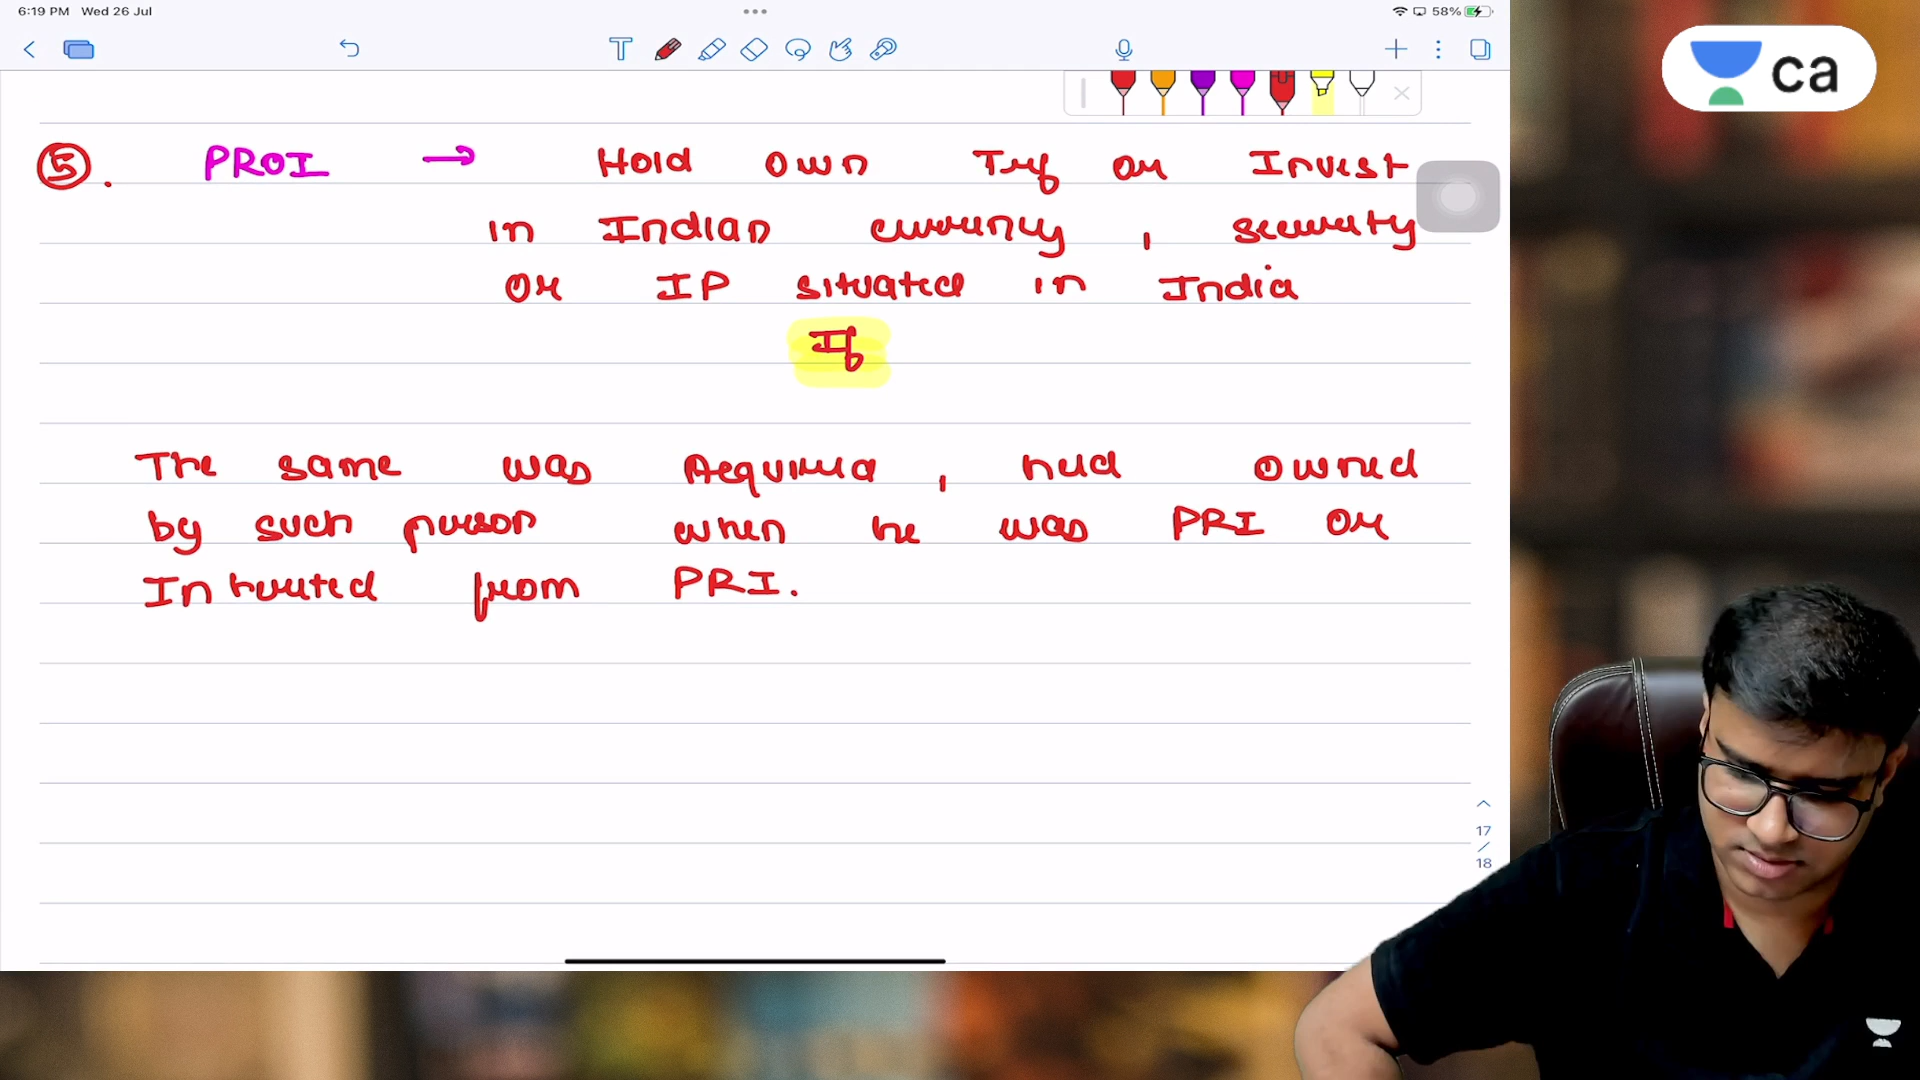 6:19 PM Wed 26 Jul
58%
ca
5. PROI → Hold own Trf or Invest
in Indian currency, security
or IP situated in India
If
The same was Acquired, held owned
by such person when he was PRI or
Inherited from PRI.
17
/
18